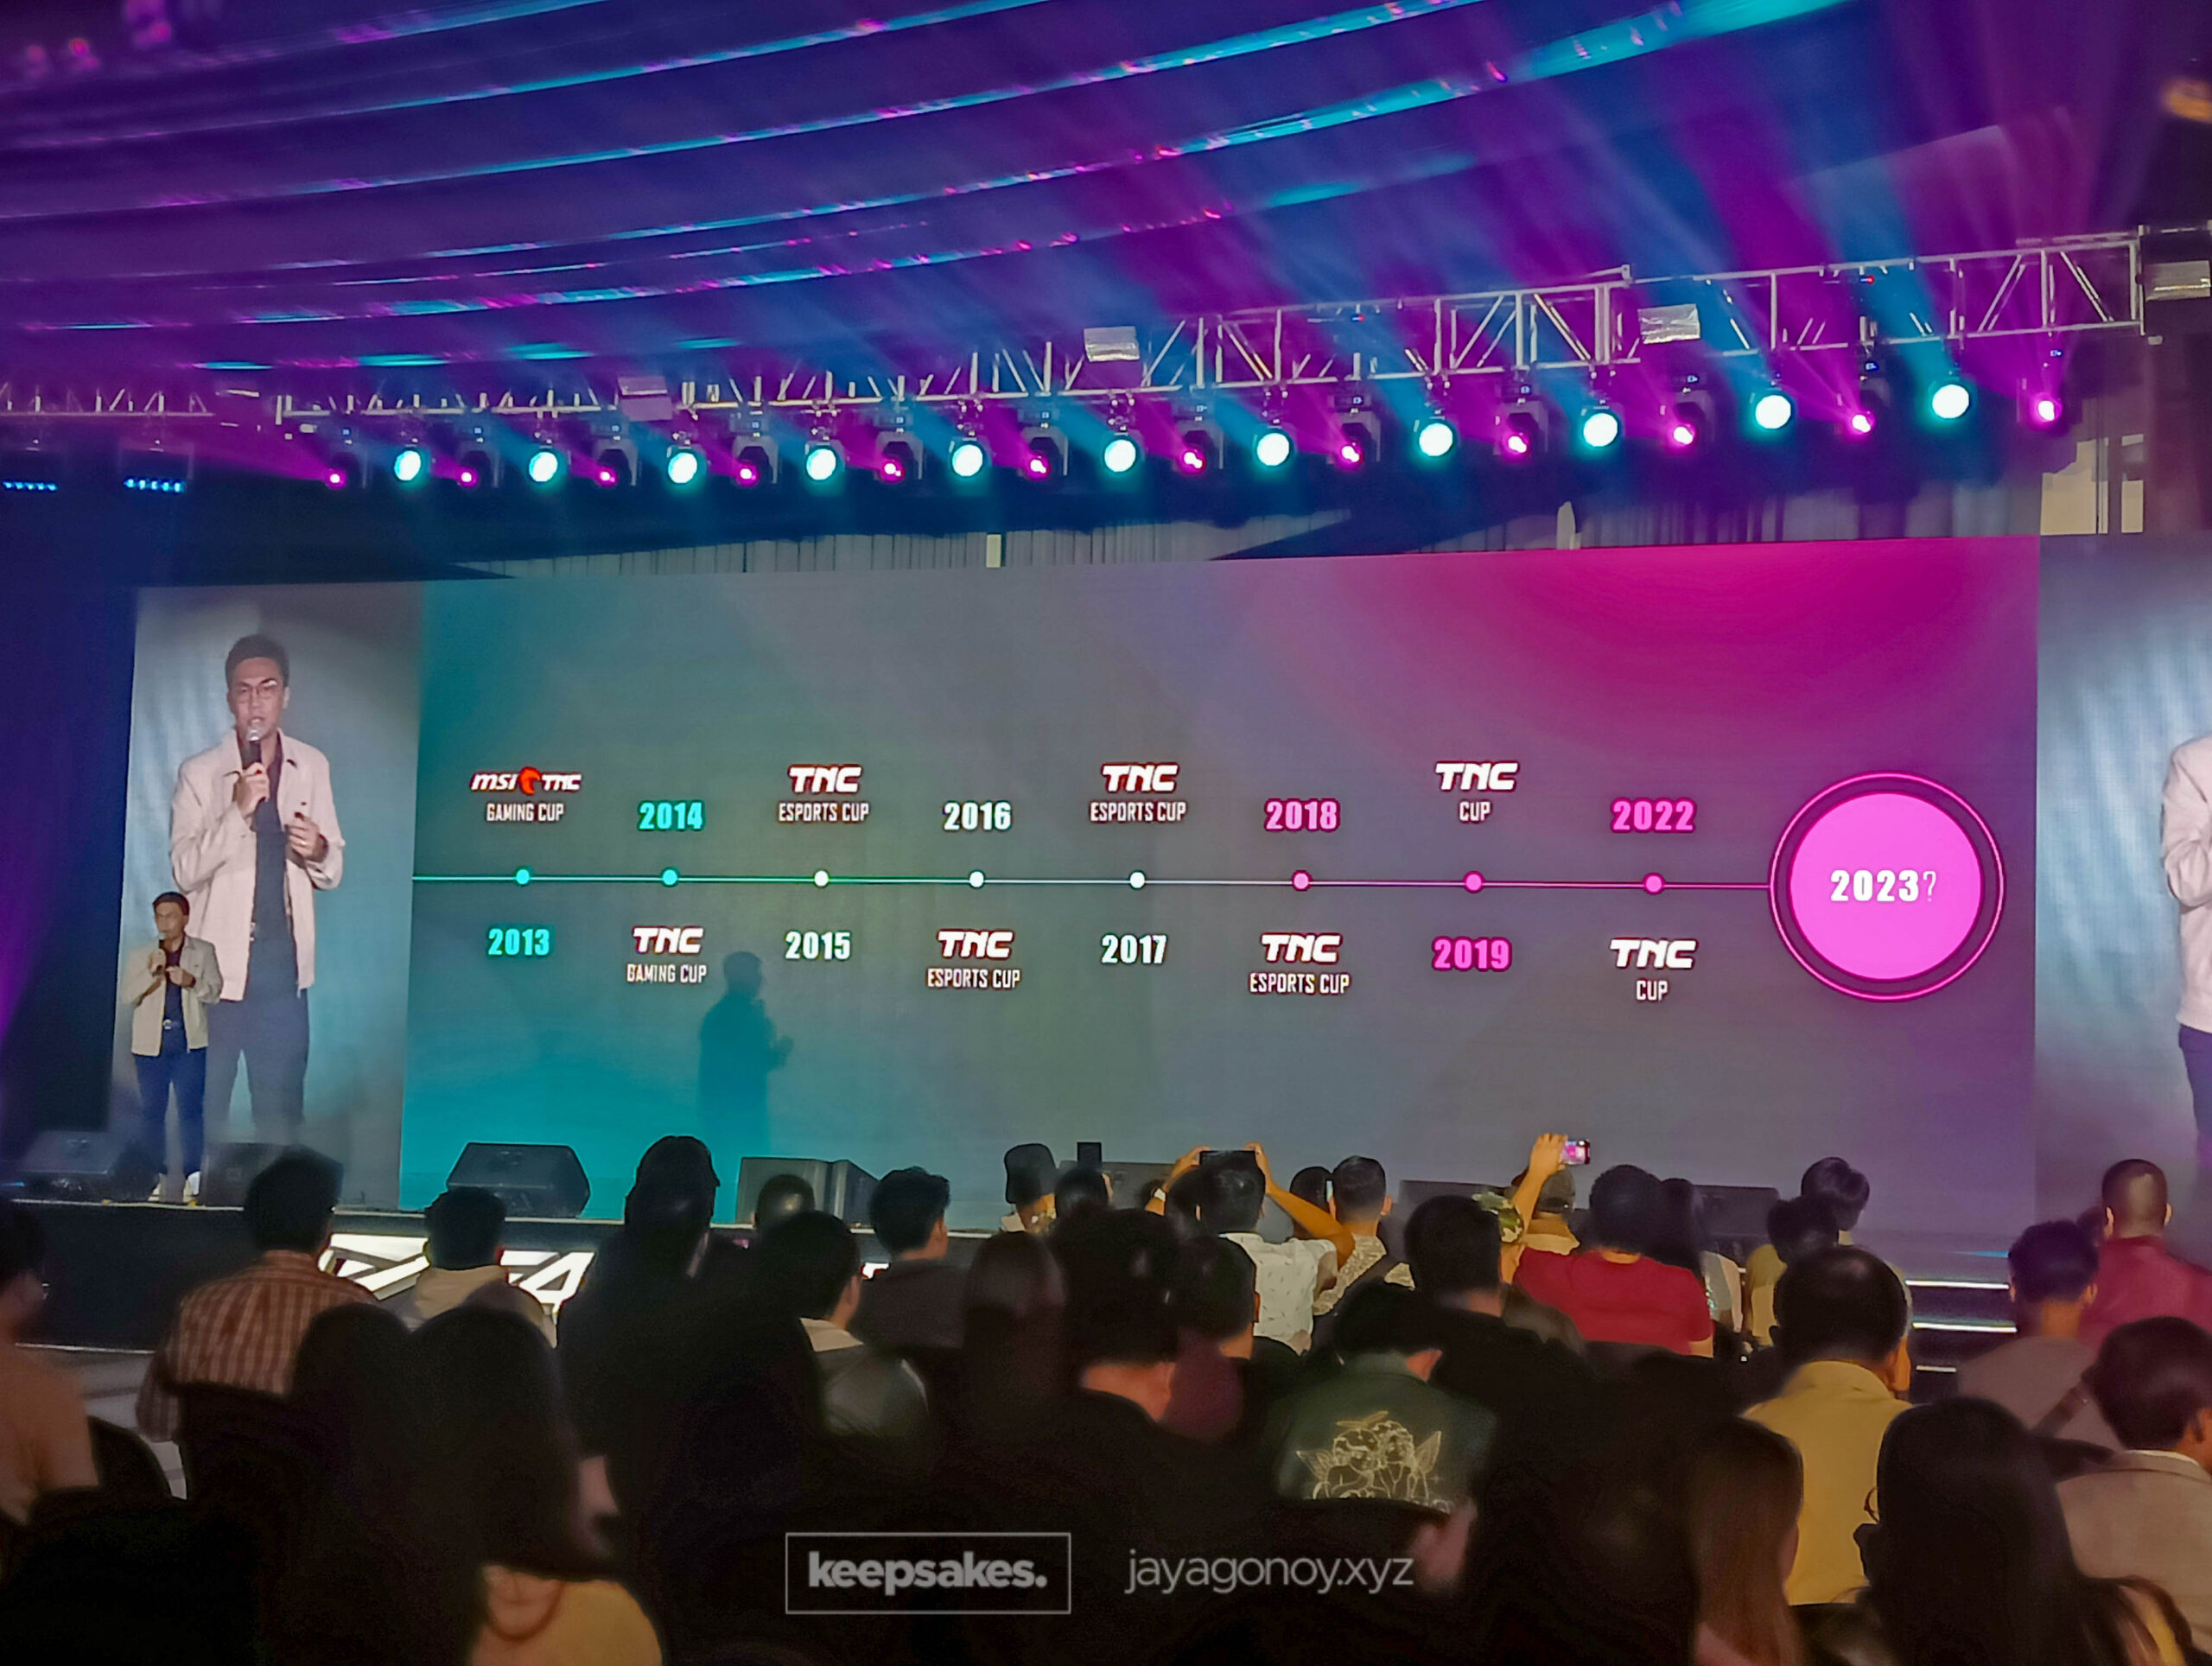 msi TNC
GAMING CUP
2014
TNC
ESPORTS CUP
2016
TNC
ESPORTS CUP
2018
TNC
CUP
2022
2023?
2013
TNC
GAMING CUP
2015
TNC
ESPORTS CUP
2017
TNC
ESPORTS CUP
2019
TNC
CUP
keepsakes.
jayagonoy.xyz